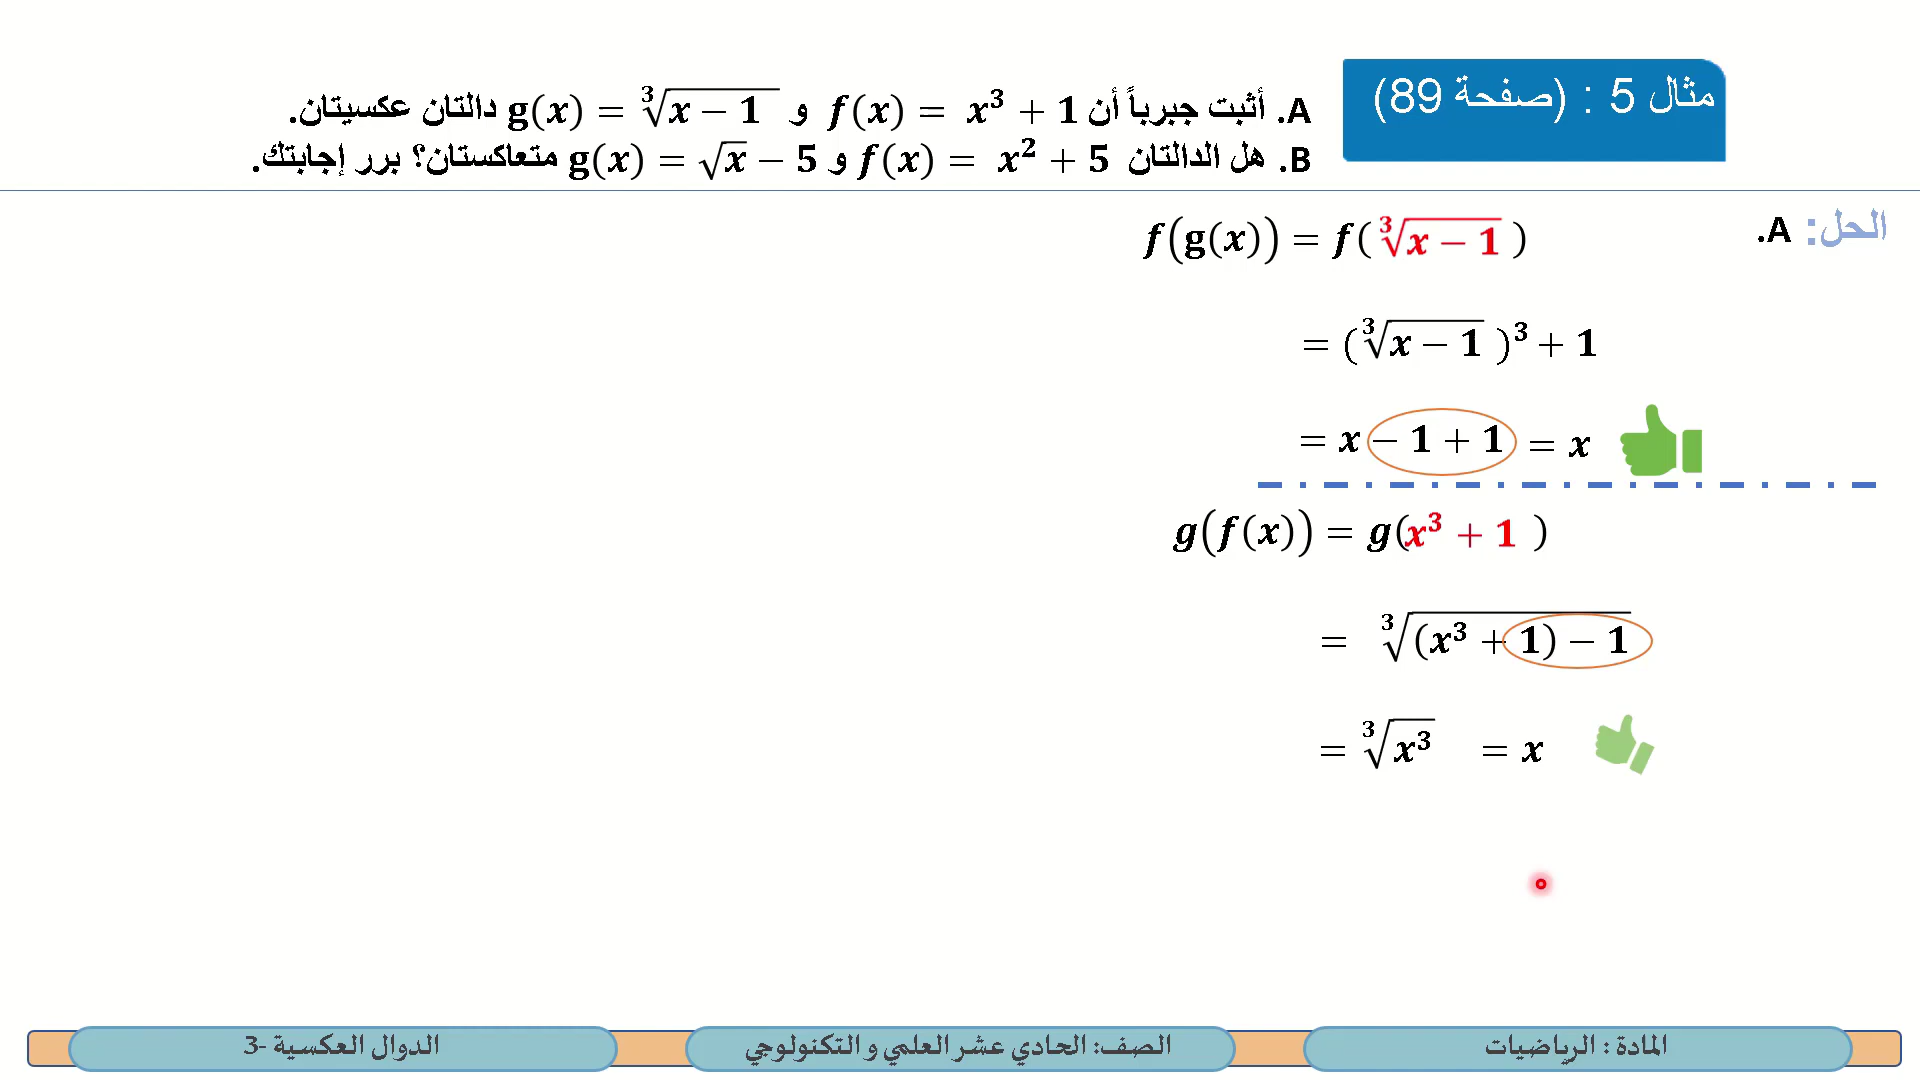 مثال 5 : (صفحة 89)
A. أثبت جبرياً أن f(x) = x³ + 1 و g(x) = ∛(x − 1) دالتان عكسيتان.
B. هل الدالتان f(x) = x² + 5 و g(x) = √x − 5 متعاكستان؟ برر إجابتك.
الحل: A.
f(g(x)) = f( ∛(x − 1) )
= (∛(x − 1) )³ + 1
= x − 1 + 1 = x
g(f(x)) = g(x³ + 1 )
= ∛((x³ + 1) − 1)
= ∛(x³) = x
المادة : الرياضيات
الصف: الحادي عشر العلمي و التكنولوجي
الدوال العكسية -3